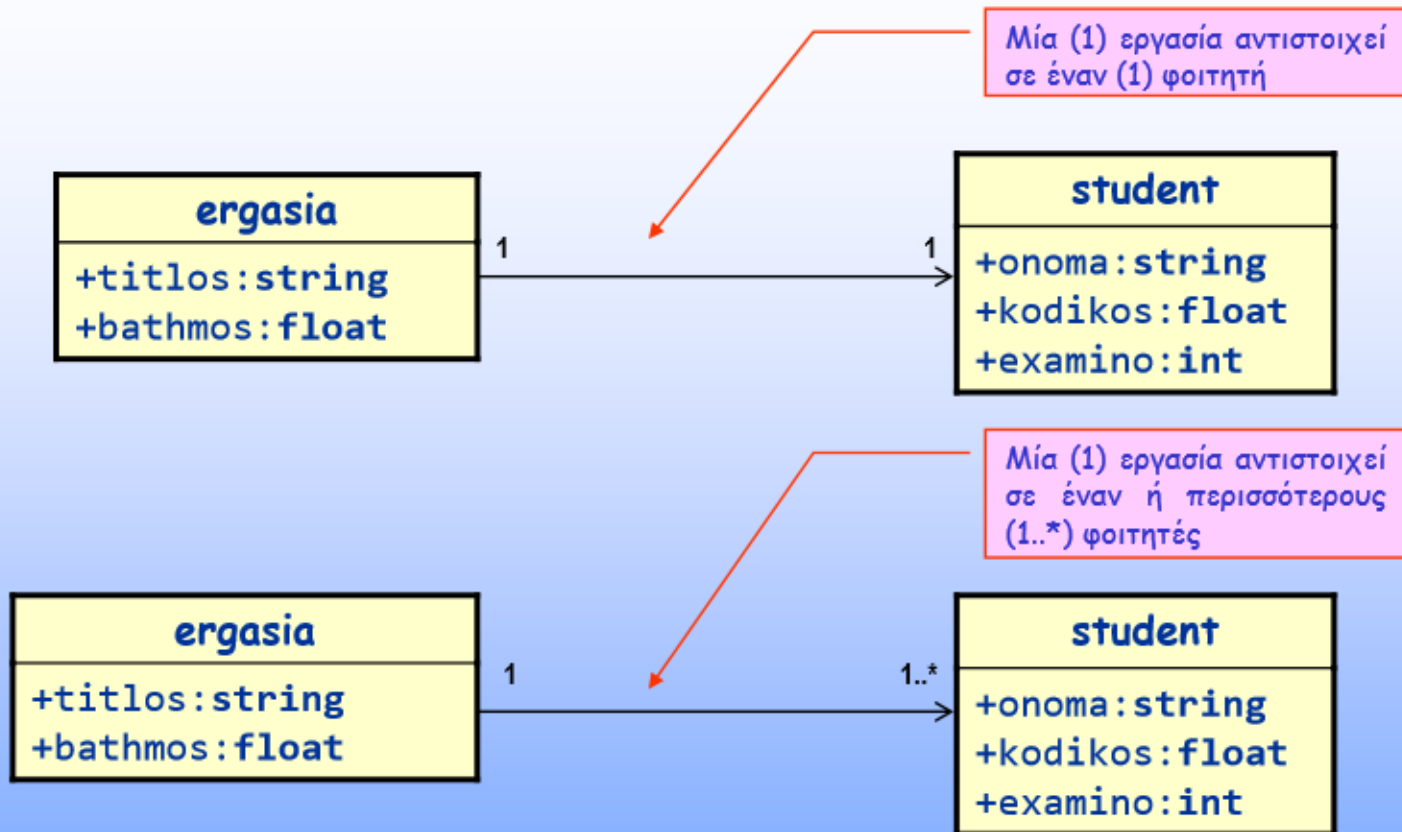 Μία (1) εργασία αντιστοιχεί
σε έναν (1) φοιτητή
ergasia
+titlos:string
+bathmos:float
1
1
student
+onoma:string
+kodikos:float
+examino:int
Μία (1) εργασία αντιστοιχεί
σε έναν ή περισσότερους
(1..*) φοιτητές
ergasia
+titlos:string
+bathmos:float
1
1..*
student
+onoma:string
+kodikos:float
+examino:int